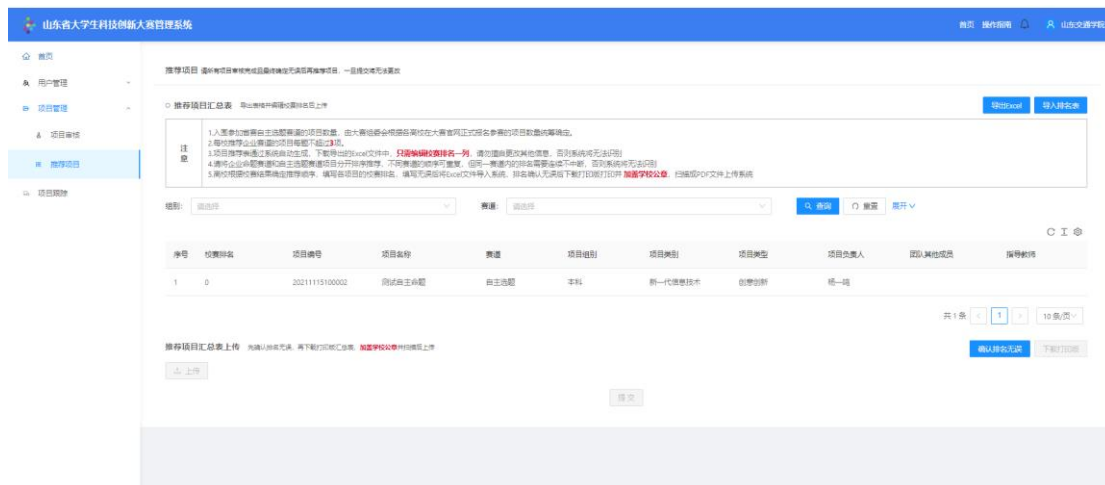 山东省大学生科技创新大赛管理系统 首页 操作指南 山东交通学院
首页
用户管理
项目管理
项目审核
推荐项目
项目删除
推荐项目 请所有项目审核完成且最终确定无误后再推荐项目，一旦提交将无法更改
推荐项目汇总表 导出表格并编辑校赛排名后上传 导出Excel 导入排名表
注意
1.入围参加省赛自主选题赛道的项目数量，由大赛组委会根据各高校在大赛官网正式报名参赛的项目数量统筹确定。
2.每校推荐企业赛道的项目每题不超过3项。
3.项目推荐表通过系统自动生成，下载导出的Excel文件中，只需编辑校赛排名一列，请勿擅自更改其他信息，否则系统将无法识别
4.请将企业命题赛道和自主选题赛道项目分开排序推荐，不同赛道的顺序可重复，但同一赛道内的排名需要连续不中断，否则系统将无法识别
5.高校根据校赛结果确定推荐顺序，填写各项目的校赛排名，填写无误后将Excel文件导入系统，排名确认无误后下载打印版打印并加盖学校公章，扫描成PDF文件上传系统
组别： 请选择 赛道： 请选择 查询 重置 展开
序号 校赛排名 项目编号 项目名称 赛道 项目组别 项目类别 项目类型 项目负责人 团队其他成员 指导教师
1 0 20211115100002 测试自主命题 自主选题 本科 新一代信息技术 创意创新 杨一鸣
共1条 < 1 > 10条/页
推荐项目汇总表上传 先确认排名无误，再下载打印版汇总表，加盖学校公章并扫描后上传 确认排名无误 下载打印版
上传
提交